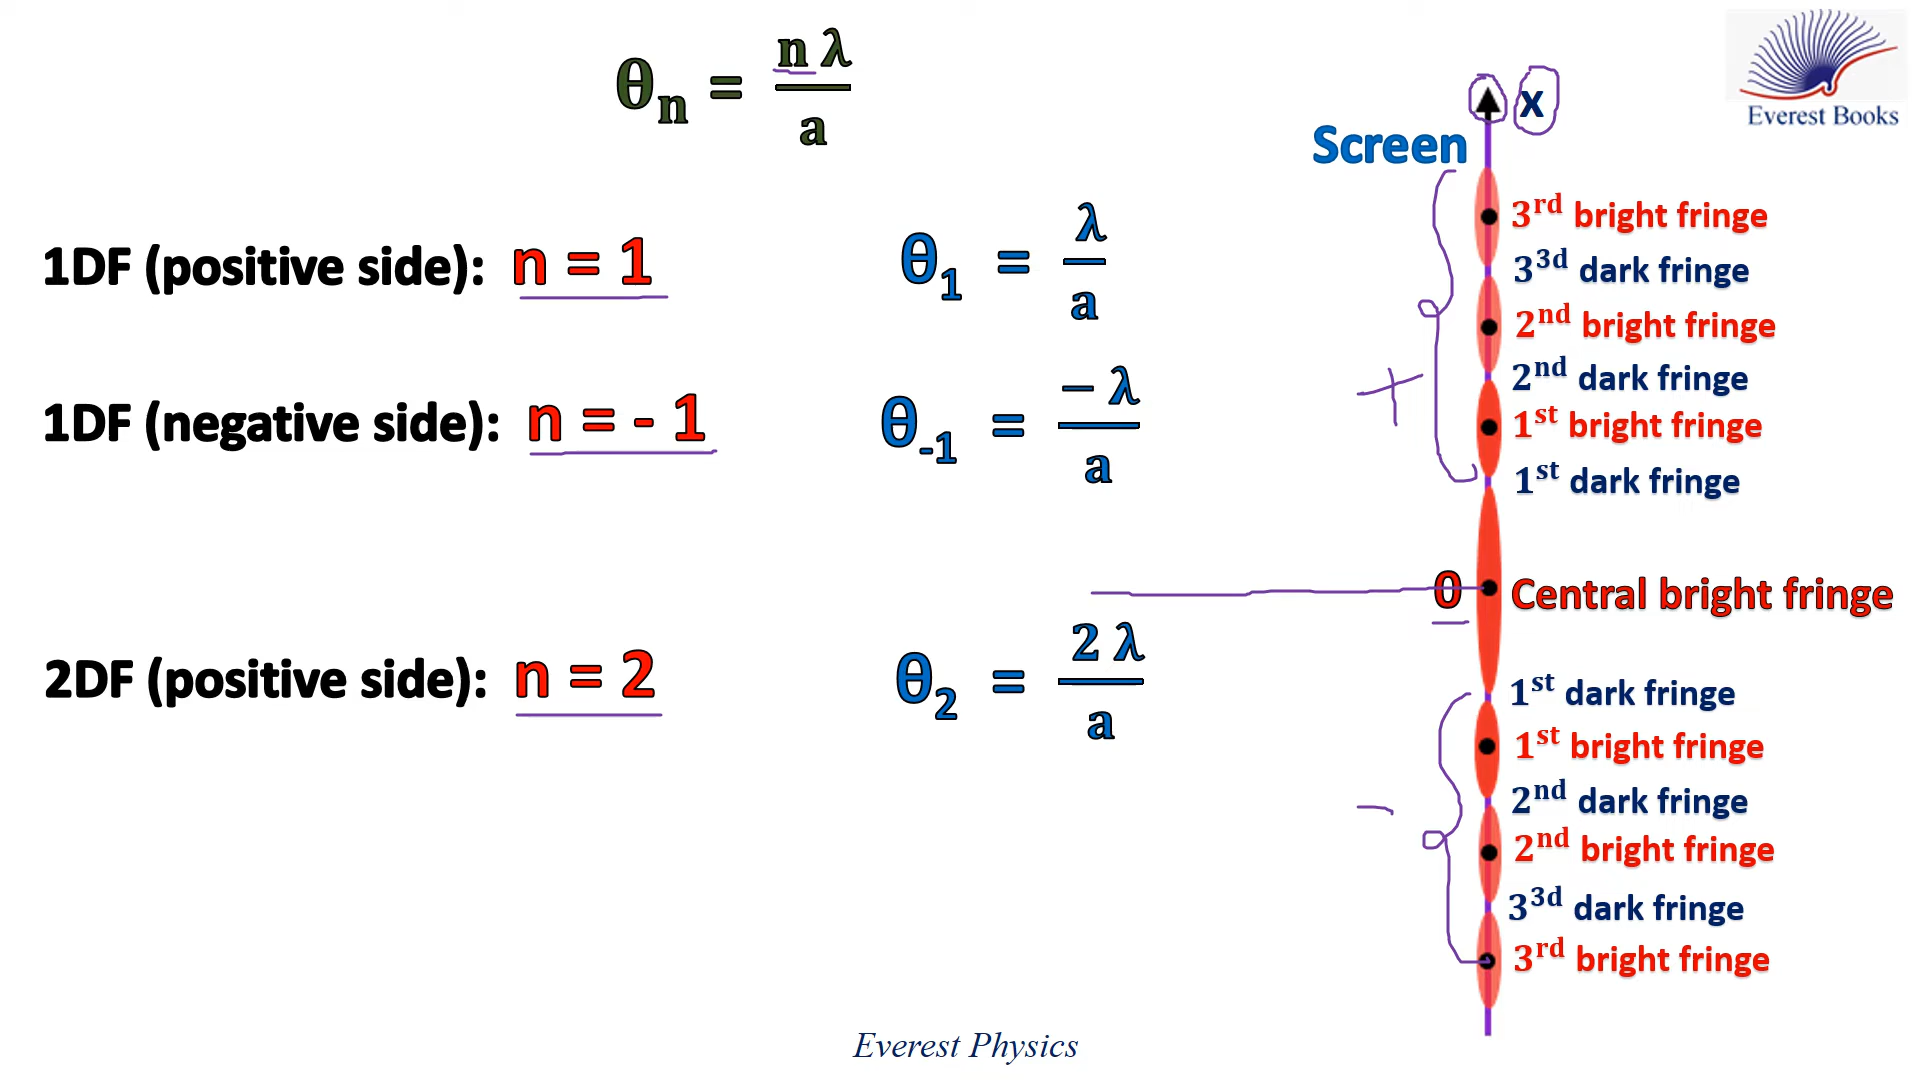 θn = n λ / a
Everest Books
x
Screen
3rd bright fringe
1DF (positive side): n = 1 θ1 = λ / a
33d dark fringe
2nd bright fringe
+
2nd dark fringe
1DF (negative side): n = - 1 θ-1 = – λ / a
1st bright fringe
1st dark fringe
0 Central bright fringe
2DF (positive side): n = 2 θ2 = 2 λ / a
1st dark fringe
1st bright fringe
–
2nd dark fringe
2nd bright fringe
33d dark fringe
3rd bright fringe
Everest Physics